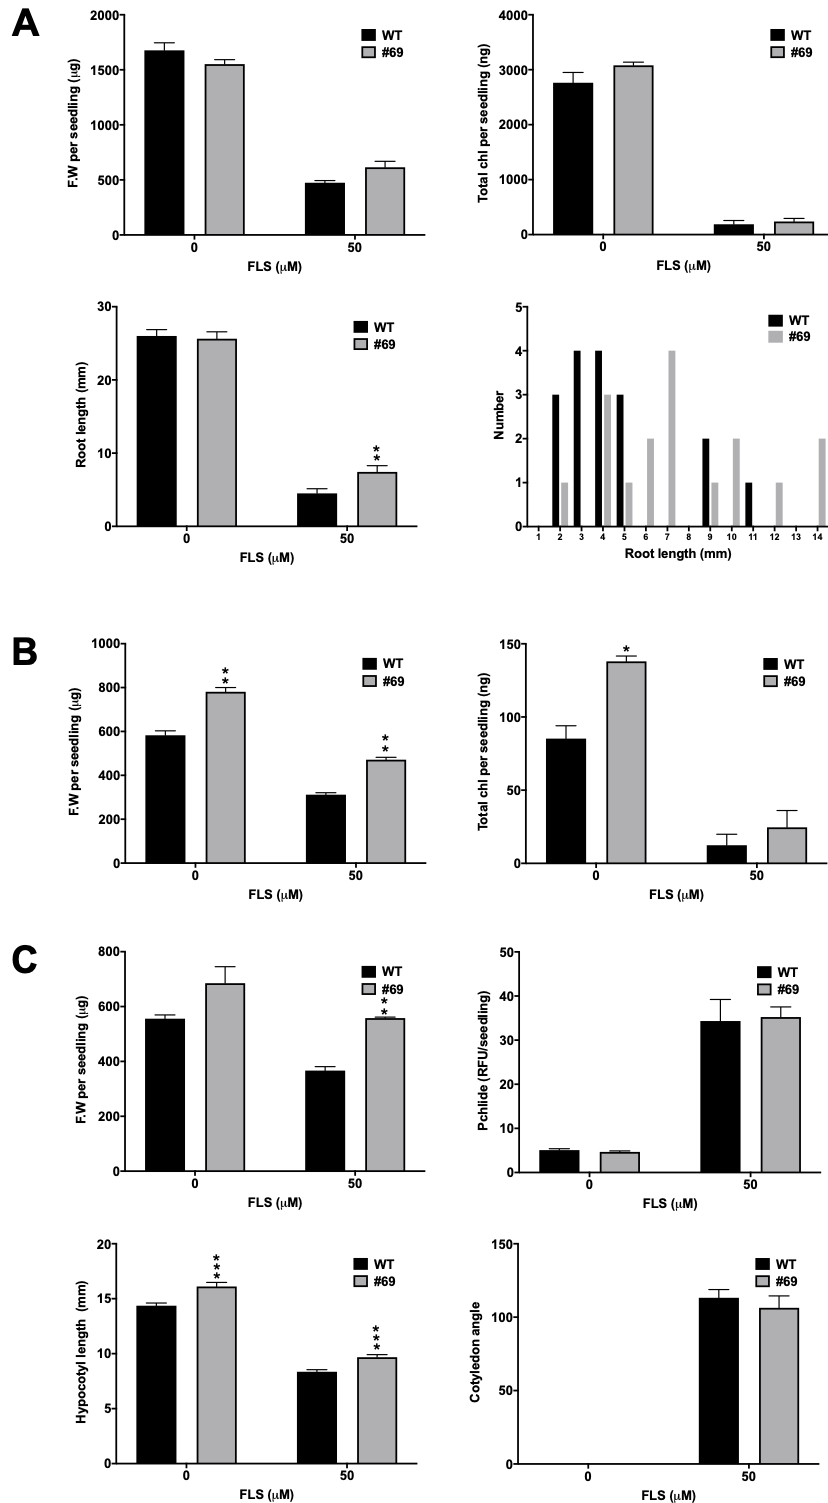 A
F.W per seedling (µg)
2000
1500
1000
500
0
0
50
FLS (µM)
WT
#69
Total chl per seedling (ng)
4000
3000
2000
1000
0
0
50
FLS (µM)
WT
#69
Root length (mm)
30
20
10
0
0
50
FLS (µM)
WT
#69
*
*
Number
5
4
3
2
1
0
1 2 3 4 5 6 7 8 9 10 11 12 13 14
Root length (mm)
WT
#69
B
F.W per seedling (µg)
1000
800
600
400
200
0
0
50
FLS (µM)
WT
#69
*
*
*
*
Total chl per seedling (ng)
150
100
50
0
0
50
FLS (µM)
WT
#69
*
C
F.W per seedling (µg)
800
600
400
200
0
0
50
FLS (µM)
WT
#69
*
*
Pchlide (RFU/seedling)
50
40
30
20
10
0
0
50
FLS (µM)
WT
#69
Hypocotyl length (mm)
20
15
10
5
0
0
50
FLS (µM)
WT
#69
*
*
*
*
*
*
Cotyledon angle
150
100
50
0
0
50
FLS (µM)
WT
#69